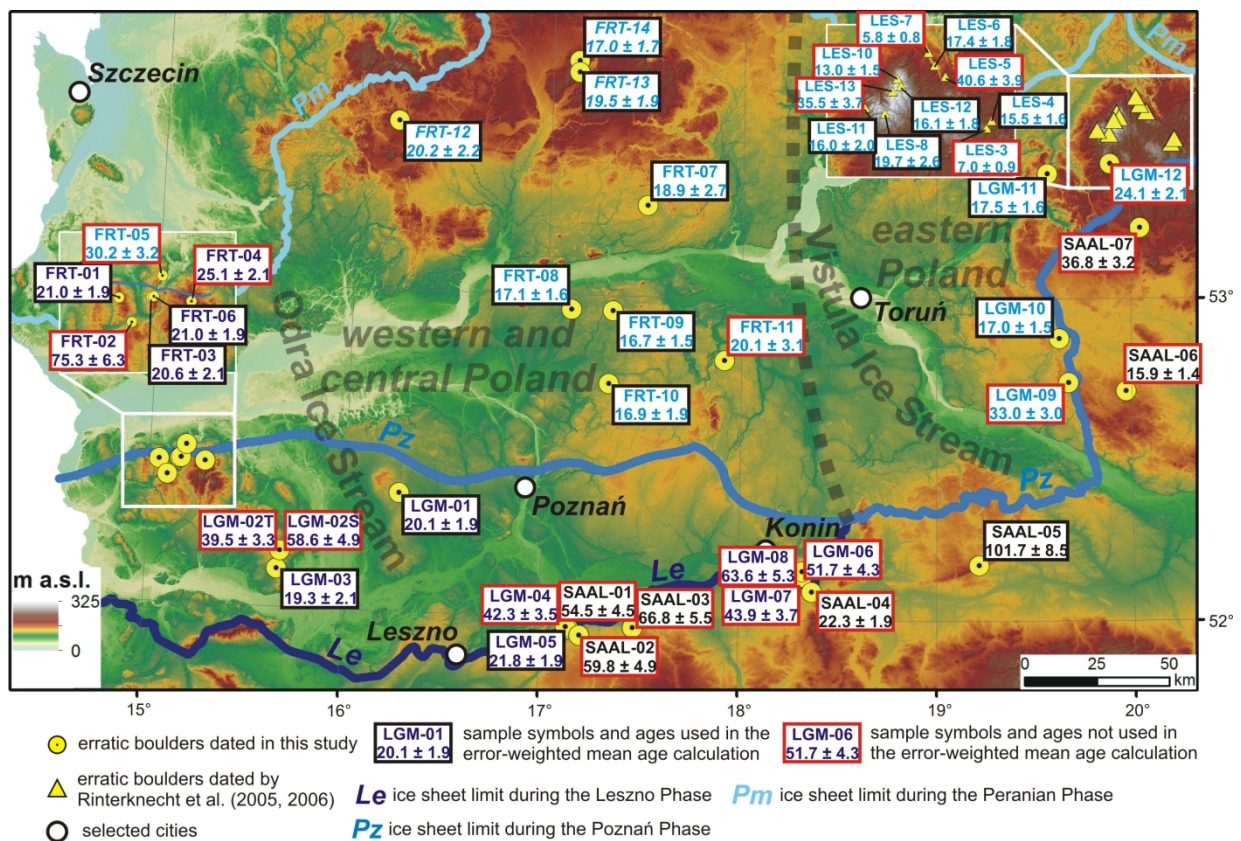 FRT-14
17.0 ± 1.7
FRT-13
19.5 ± 1.9
Szczecin
Pm
FRT-12
20.2 ± 2.2
FRT-07
18.9 ± 2.7
LES-7
5.8 ± 0.8
LES-6
17.4 ± 1.8
LES-10
13.0 ± 1.5
LES-5
40.6 ± 3.9
LES-13
35.5 ± 3.7
LES-12
16.1 ± 1.8
LES-4
15.5 ± 1.6
LES-11
16.0 ± 2.0
LES-8
19.7 ± 2.6
LES-3
7.0 ± 0.9
Pm
LGM-11
17.5 ± 1.6
LGM-12
24.1 ± 2.1
SAAL-07
36.8 ± 3.2
FRT-05
30.2 ± 3.2
FRT-01
21.0 ± 1.9
FRT-04
25.1 ± 2.1
FRT-02
75.3 ± 6.3
FRT-06
21.0 ± 1.9
FRT-03
20.6 ± 2.1
Odra Ice Stream
western and
central Poland
FRT-08
17.1 ± 1.6
FRT-09
16.7 ± 1.5
FRT-11
20.1 ± 3.1
FRT-10
16.9 ± 1.9
eastern
Poland
Vistula Ice Stream
Toruń
53°
LGM-10
17.0 ± 1.5
SAAL-06
15.9 ± 1.4
LGM-09
33.0 ± 3.0
Pz
Pz
LGM-01
20.1 ± 1.9
Poznań
Konin
LGM-02T
39.5 ± 3.3
LGM-02S
58.6 ± 4.9
LGM-03
19.3 ± 2.1
LGM-08
63.6 ± 5.3
LGM-06
51.7 ± 4.3
LGM-07
43.9 ± 3.7
SAAL-04
22.3 ± 1.9
SAAL-05
101.7 ± 8.5
m a.s.l.
325
0
Le
Le
Leszno
LGM-04
42.3 ± 3.5
SAAL-01
54.5 ± 4.5
SAAL-03
66.8 ± 5.5
LGM-05
21.8 ± 1.9
SAAL-02
59.8 ± 4.9
52°
0 25 50
km
15° 16° 17° 18° 19° 20°
erratic boulders dated in this study
LGM-01
20.1 ± 1.9
sample symbols and ages used in the
error-weighted mean age calculation
LGM-06
51.7 ± 4.3
sample symbols and ages not used in
the error-weighted mean age calculation
erratic boulders dated by
Rinterknecht et al. (2005, 2006)
Le ice sheet limit during the Leszno Phase
Pm ice sheet limit during the Peranian Phase
selected cities
Pz ice sheet limit during the Poznań Phase